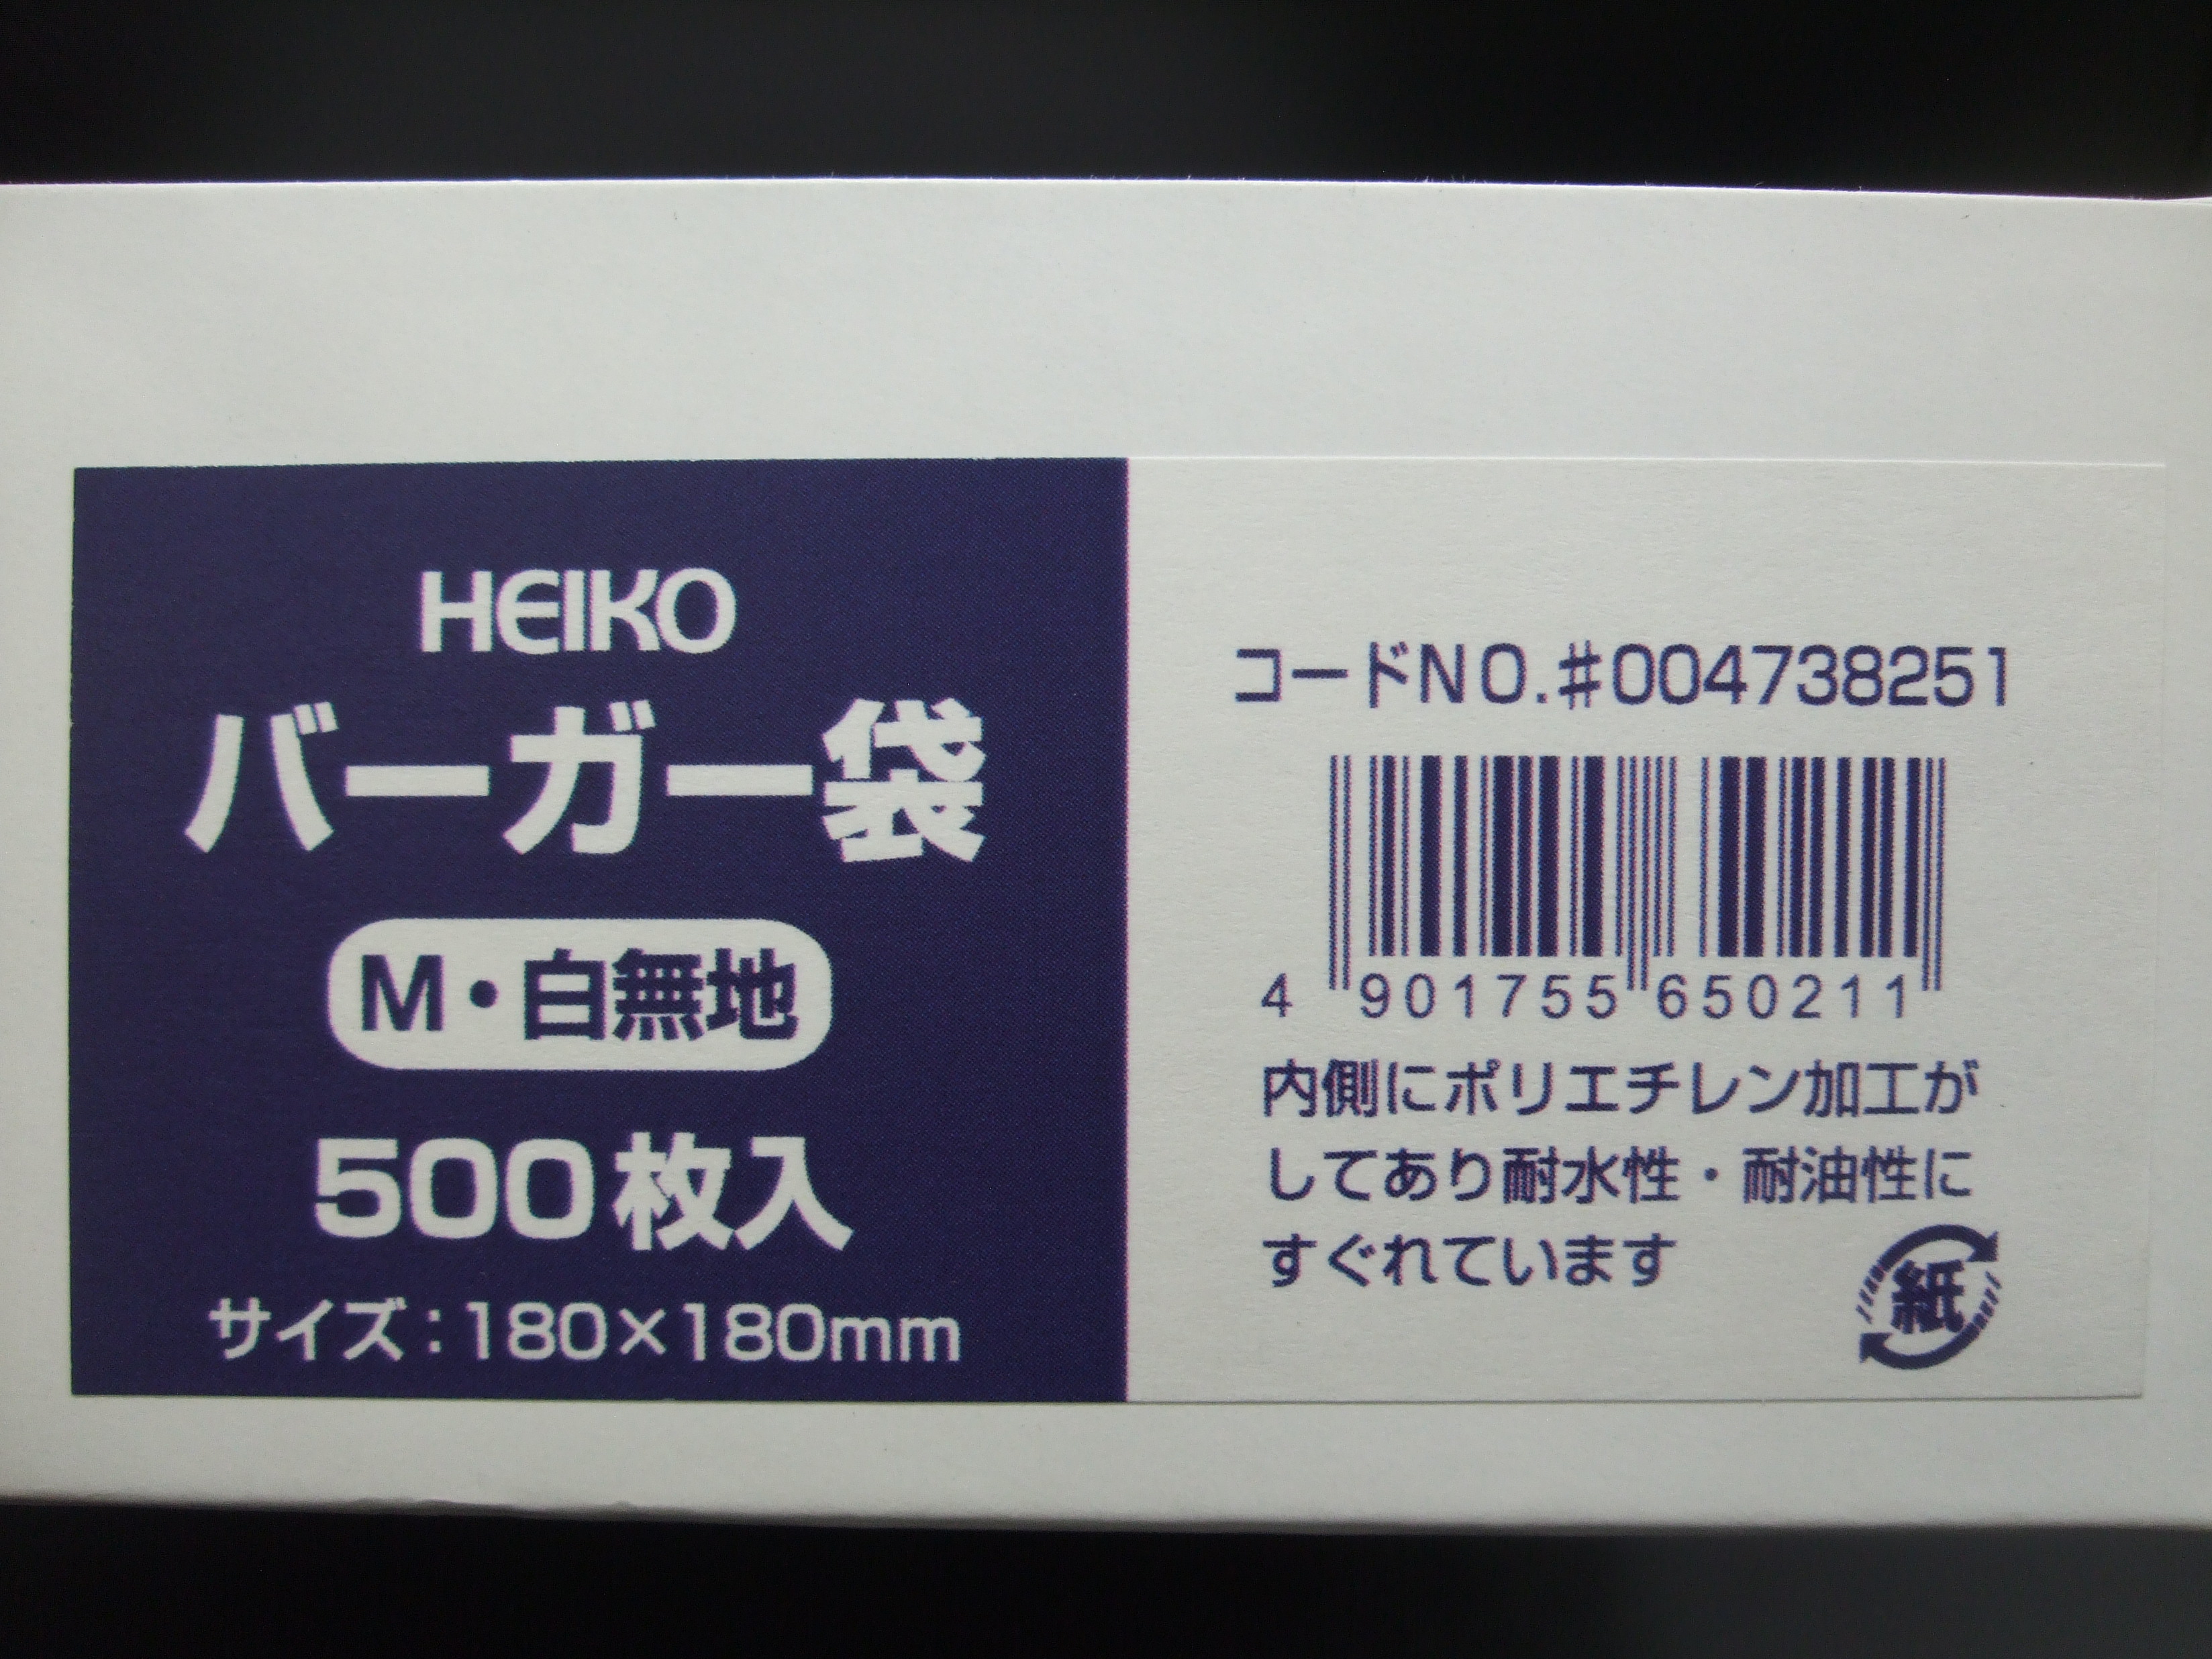 HEIKO
バーガー袋
M・白無地
500枚入
サイズ：180×180mm
コードNO.#004738251
4 901755 650211
内側にポリエチレン加工が
してあり耐水性・耐油性に
すぐれています
紙